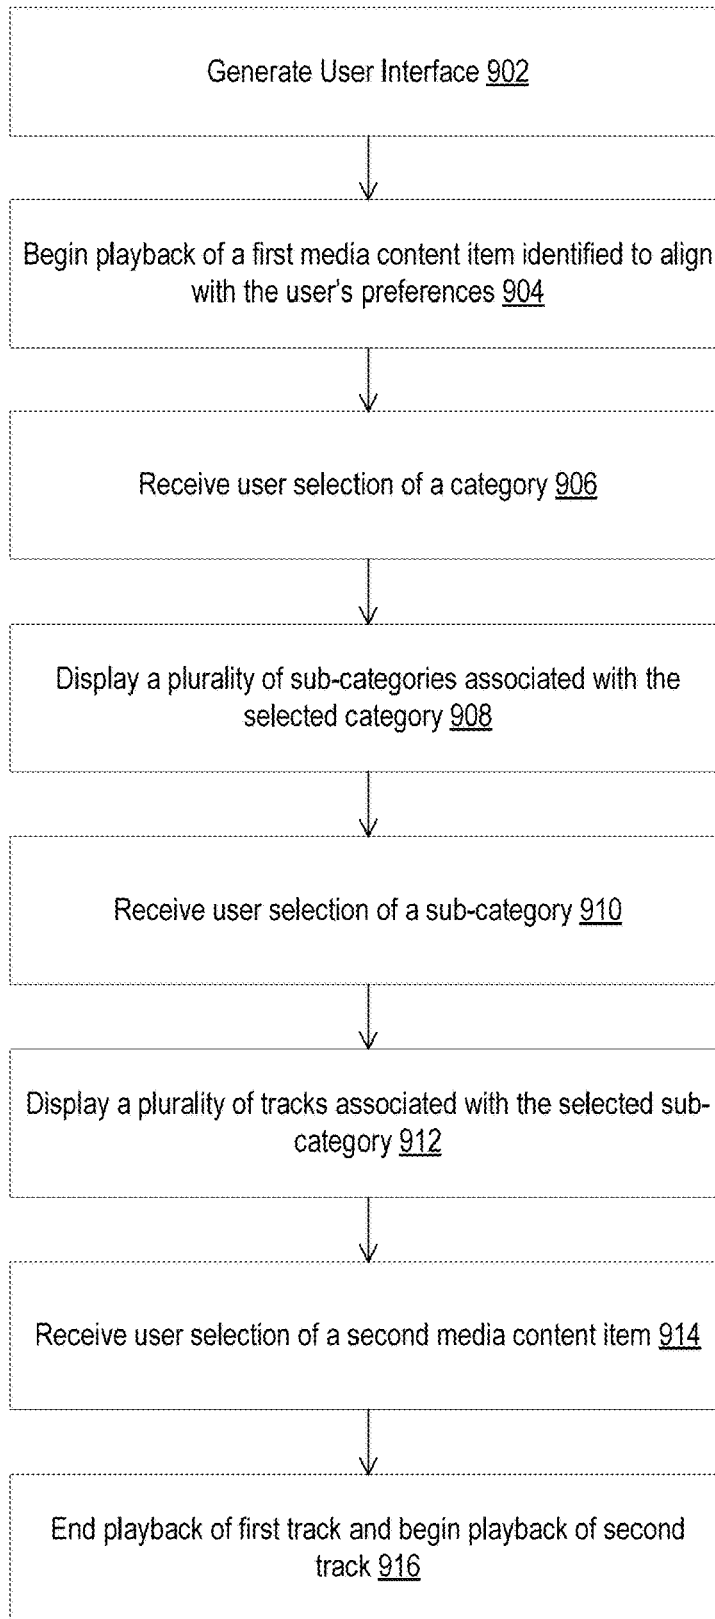 Generate User Interface 902
Begin playback of a first media content item identified to align
with the user's preferences 904
Receive user selection of a category 906
Display a plurality of sub-categories associated with the
selected category 908
Receive user selection of a sub-category 910
Display a plurality of tracks associated with the selected sub-
category 912
Receive user selection of a second media content item 914
End playback of first track and begin playback of second
track 916